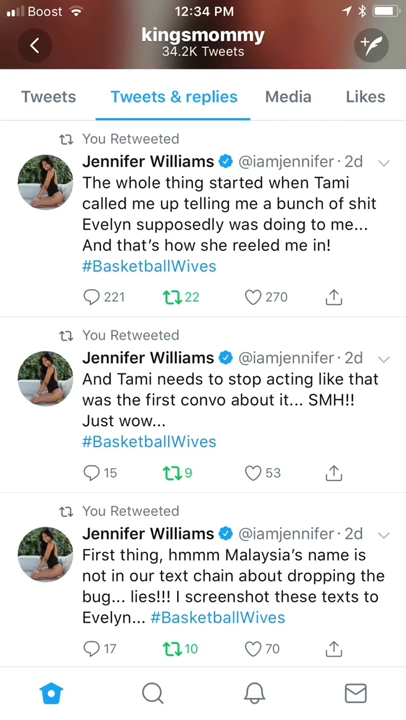 Boost 12:34 PM
kingsmommy
34.2K Tweets
Tweets Tweets & replies Media Likes
You Retweeted
Jennifer Williams @iamjennifer · 2d
The whole thing started when Tami
called me up telling me a bunch of shit
Evelyn supposedly was doing to me...
And that's how she reeled me in!
#BasketballWives
221 22 270
You Retweeted
Jennifer Williams @iamjennifer · 2d
And Tami needs to stop acting like that
was the first convo about it... SMH!!
Just wow...
#BasketballWives
15 9 53
You Retweeted
Jennifer Williams @iamjennifer · 2d
First thing, hmmm Malaysia's name is
not in our text chain about dropping the
bug... lies!!! I screenshot these texts to
Evelyn... #BasketballWives
17 10 70